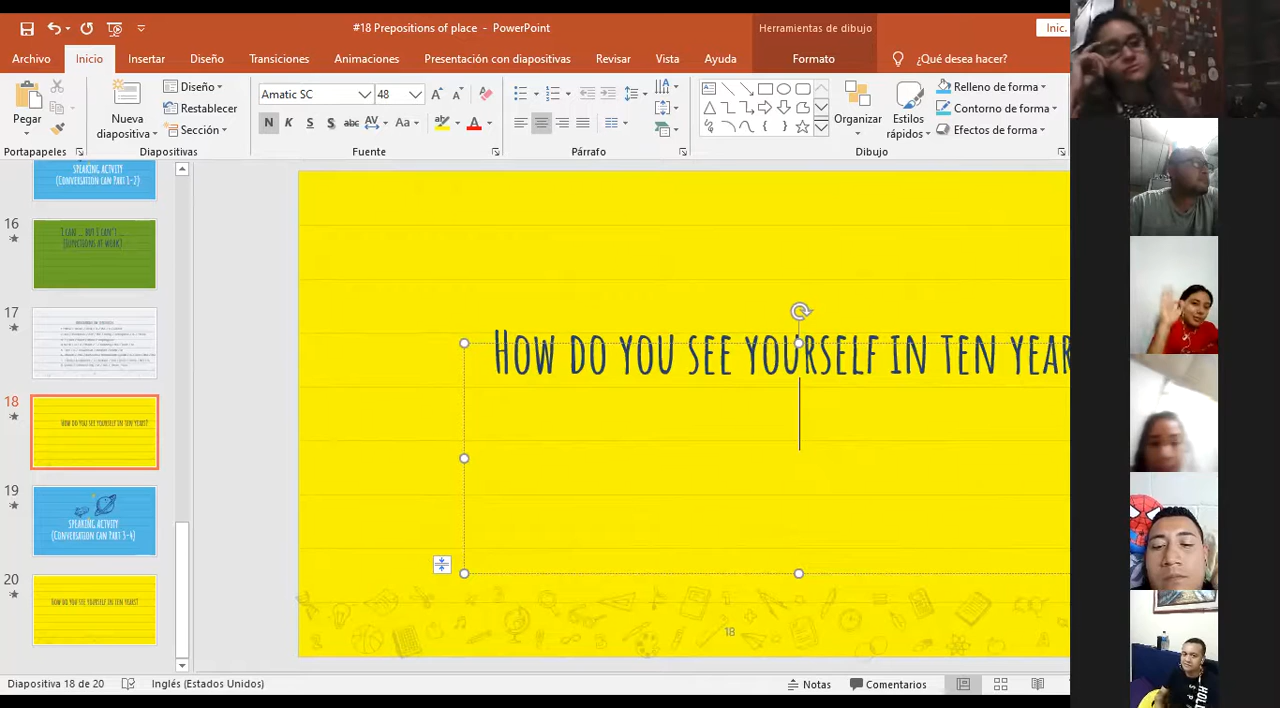 #18 Prepositions of place - PowerPoint
Herramientas de dibujo
Inic.
Archivo
Inicio
Insertar
Diseño
Transiciones
Animaciones
Presentación con diapositivas
Revisar
Vista
Ayuda
Formato
¿Qué desea hacer?
Pegar
Nueva diapositiva
Diseño
Restablecer
Sección
Amatic SC
48
N K S S abc AV Aa A
Organizar
Estilos rápidos
Relleno de forma
Contorno de forma
Efectos de forma
Portapapeles
Diapositivas
Fuente
Párrafo
Dibujo
SPEAKING ACTIVITY
(CONVERSATION CAN PART 1-2)
16
I CAN ... BUT I CAN'T ...
17
18
HOW DO YOU SEE YOURSELF IN TEN YEARS?
19
SPEAKING ACTIVITY
(CONVERSATION CAN PART 3-4)
20
HOW DO YOU SEE YOURSELF IN TEN YEARS?
HOW DO YOU SEE YOURSELF IN TEN YEAR
18
Diapositiva 18 de 20
Inglés (Estados Unidos)
Notas
Comentarios